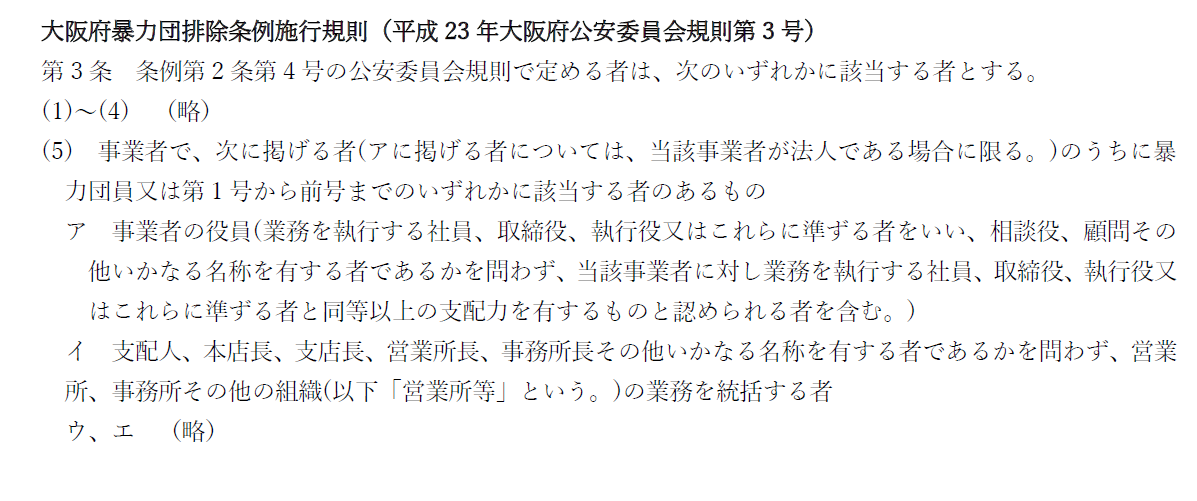 大阪府暴力団排除条例施行規則（平成 23 年大阪府公安委員会規則第 3 号）
第 3 条　条例第 2 条第 4 号の公安委員会規則で定める者は、次のいずれかに該当する者とする。
(1)～(4)　（略）
(5)　事業者で、次に掲げる者(アに掲げる者については、当該事業者が法人である場合に限る。)のうちに暴
力団員又は第 1 号から前号までのいずれかに該当する者のあるもの
ア　事業者の役員(業務を執行する社員、取締役、執行役又はこれらに準ずる者をいい、相談役、顧問その
他いかなる名称を有する者であるかを問わず、当該事業者に対し業務を執行する社員、取締役、執行役又
はこれらに準ずる者と同等以上の支配力を有するものと認められる者を含む。)
イ　支配人、本店長、支店長、営業所長、事務所長その他いかなる名称を有する者であるかを問わず、営業
所、事務所その他の組織(以下「営業所等」という。)の業務を統括する者
ウ、エ　（略）